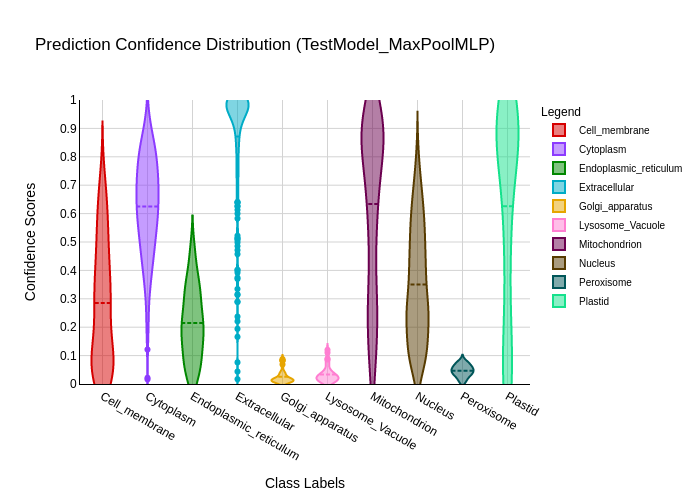 Prediction Confidence Distribution (TestModel_MaxPoolMLP)
Confidence Scores
1
0.9
0.8
0.7
0.6
0.5
0.4
0.3
0.2
0.1
0
Cell_membrane
Cytoplasm
Endoplasmic_reticulum
Extracellular
Golgi_apparatus
Lysosome_Vacuole
Mitochondrion
Nucleus
Peroxisome
Plastid
Class Labels
Legend
Cell_membrane
Cytoplasm
Endoplasmic_reticulum
Extracellular
Golgi_apparatus
Lysosome_Vacuole
Mitochondrion
Nucleus
Peroxisome
Plastid